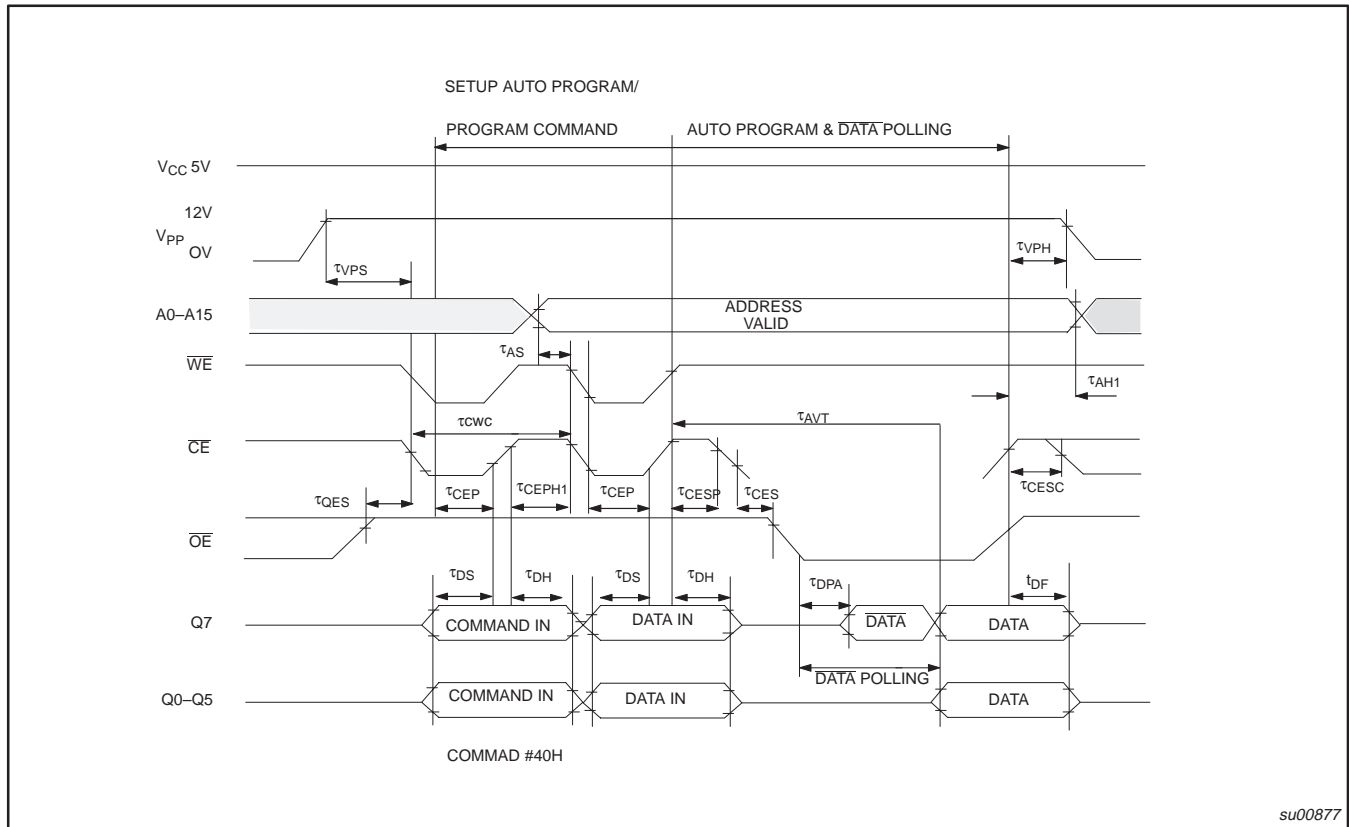 SETUP AUTO PROGRAM/
PROGRAM COMMAND
AUTO PROGRAM & DATA POLLING
VCC 5V
12V
VPP
OV
τVPS
τVPH
A0–A15
ADDRESS
VALID
τAS
WE
τAH1
τCWC
τAVT
CE
τCEP
τCEPH1
τCEP
τCESP
τCES
τCESC
τQES
OE
τDS
τDH
τDS
τDH
τDPA
tDF
Q7
COMMAND IN
DATA IN
DATA
DATA
DATA POLLING
Q0–Q5
COMMAND IN
DATA IN
DATA
COMMAD #40H
su00877